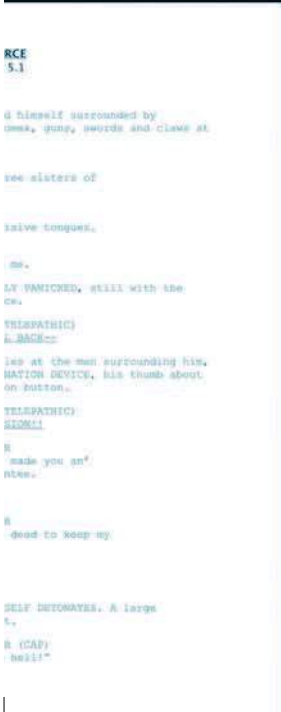 RCE
5.1
d himself surrounded by
guns, swords and claws at
ree sisters of
isive tongues.
me.
LY PANICKED, still with the
ce.
TELEPATHIC)
L BACK--
les at the men surrounding him,
NATION DEVICE, his thumb about
on button.
TELEPATHIC)
SION!!
R
made you an'
ntee.
R
dead to keep my
SELF DETONATES. A large
t.
R (CAP)
hell!"